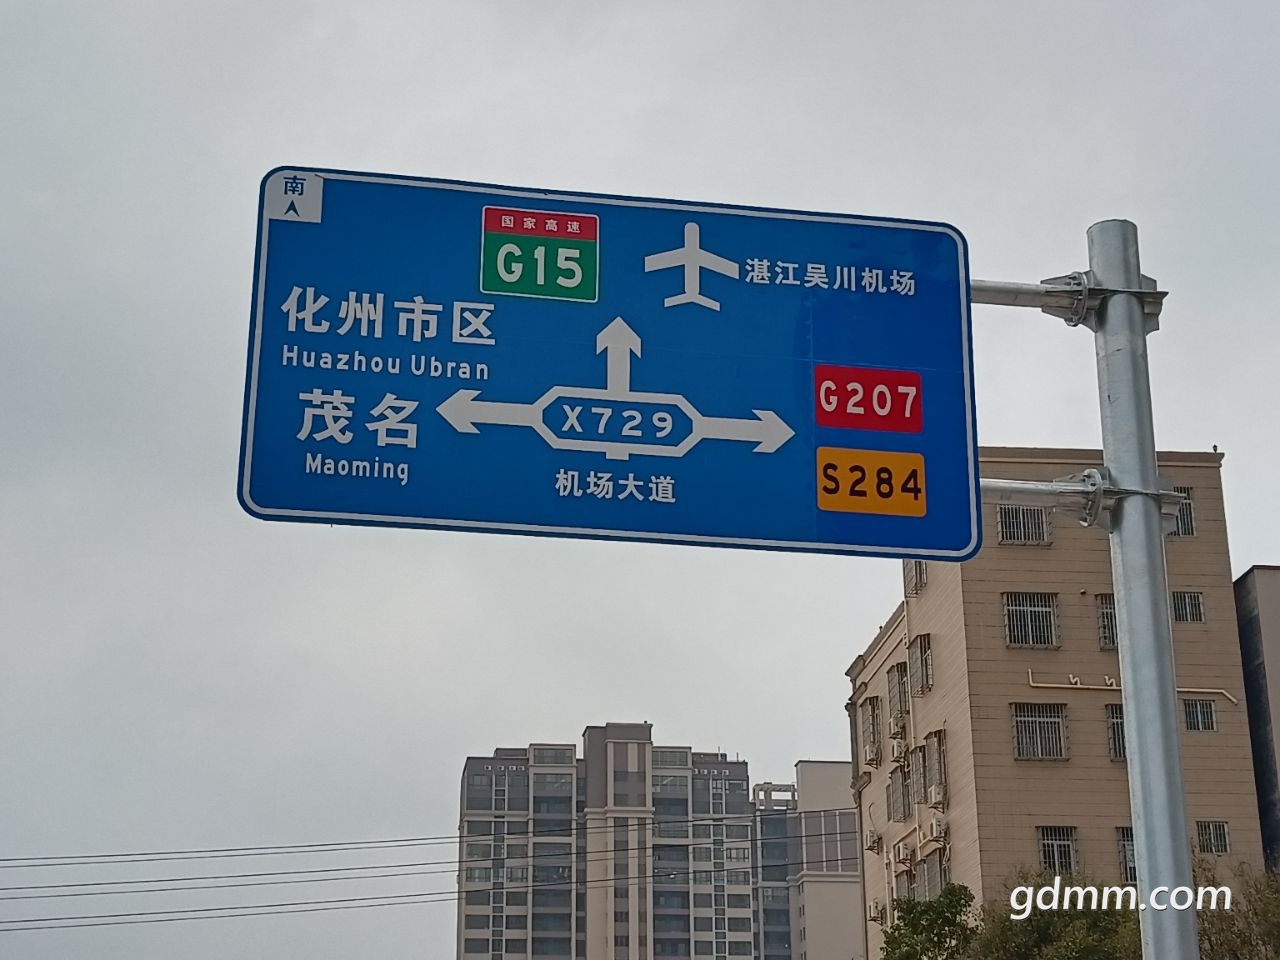 南
国家高速
G15
湛江吴川机场
化州市区
Huazhou Ubran
茂名
Maoming
X729
机场大道
G207
S284
gdmm.com